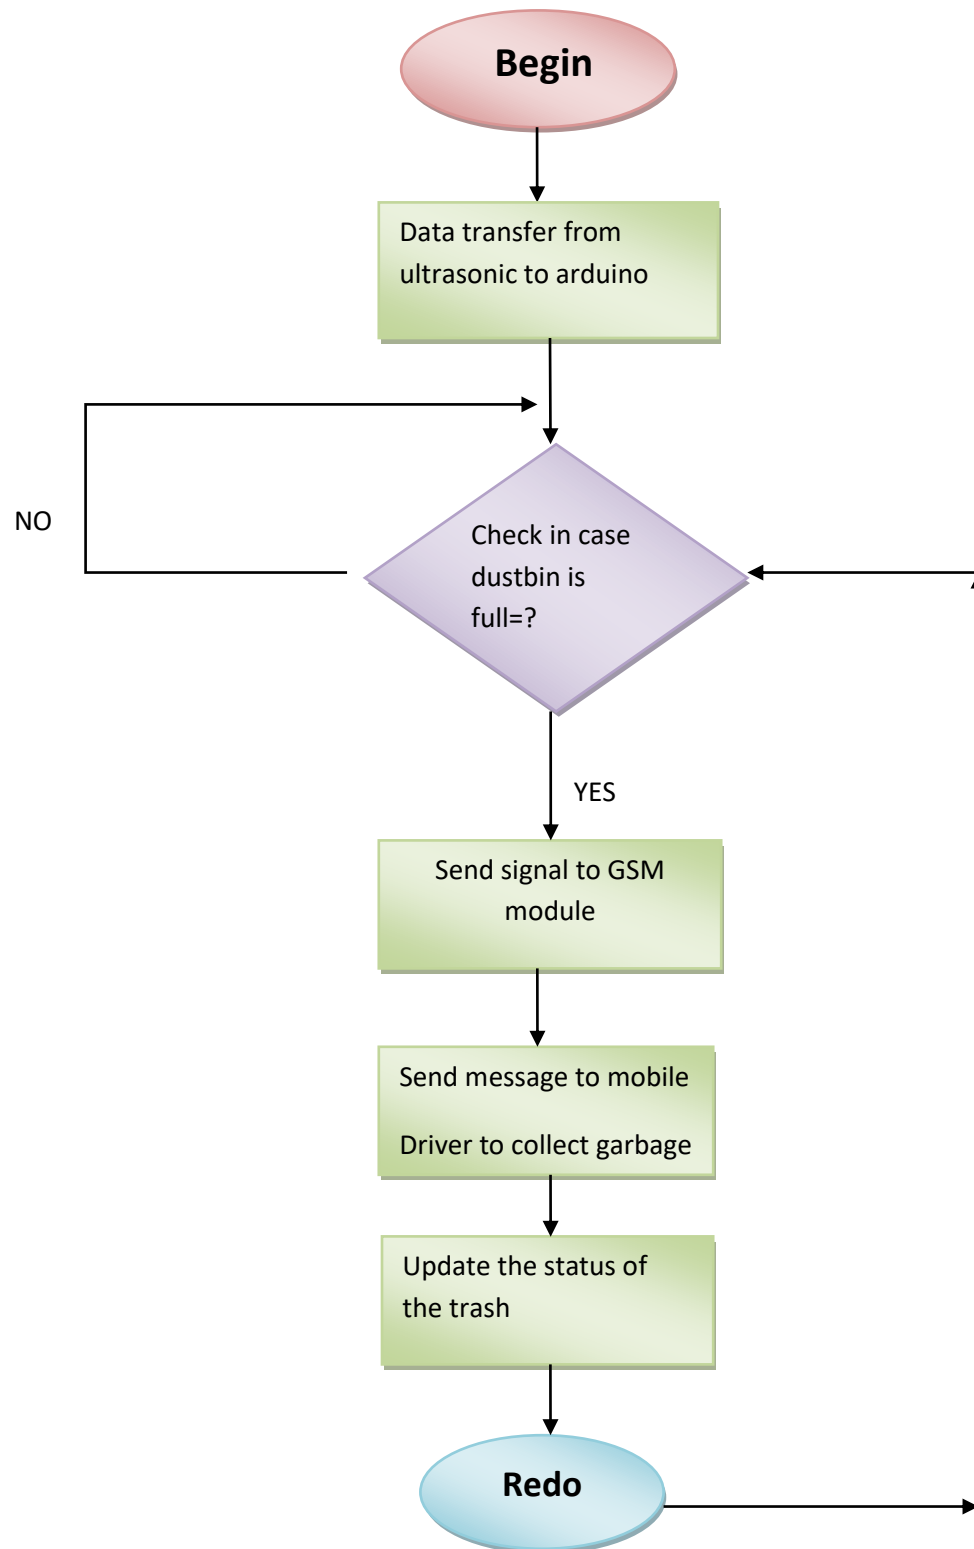 Begin
Data transfer from
ultrasonic to arduino
NO
Check in case
dustbin is
full=?
YES
Send signal to GSM
module
Send message to mobile
Driver to collect garbage
Update the status of
the trash
Redo